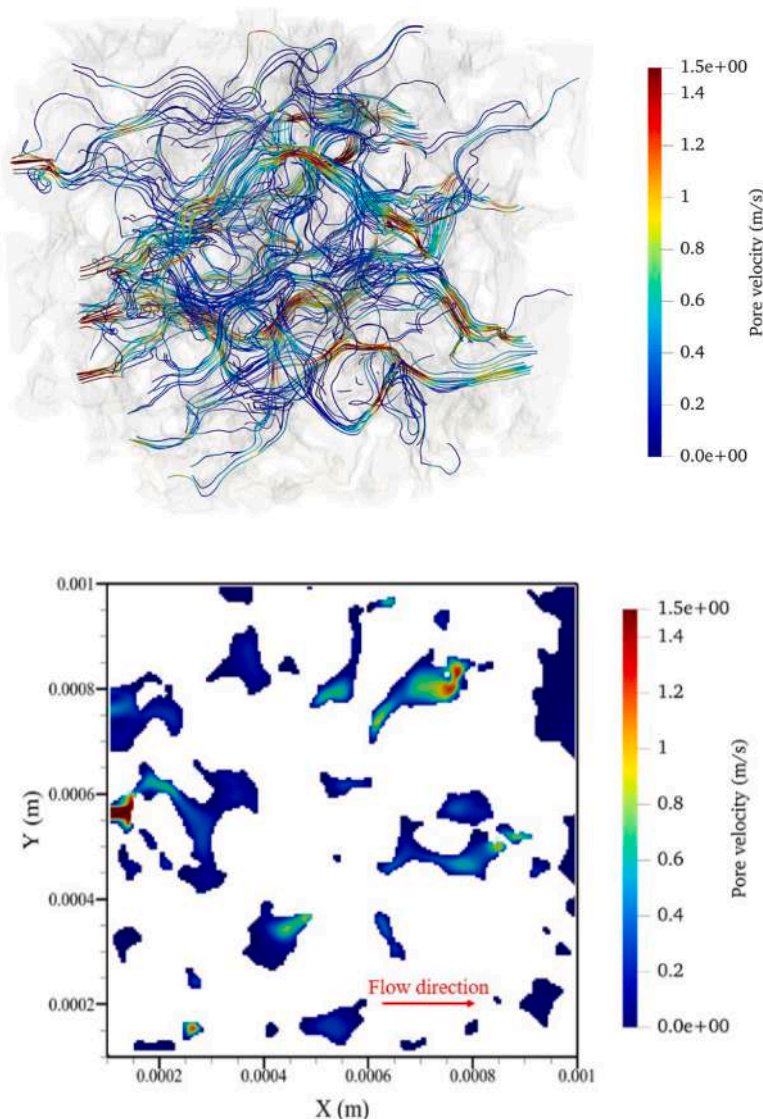 1.5e+00
1.4
1.2
1
0.8
0.6
0.4
0.2
0.0e+00
Pore velocity (m/s)
0.001
0.0008
0.0006
0.0004
0.0002
Y (m)
Flow direction
0.0002 0.0004 0.0006 0.0008 0.001
X (m)
1.5e+00
1.4
1.2
1
0.8
0.6
0.4
0.2
0.0e+00
Pore velocity (m/s)